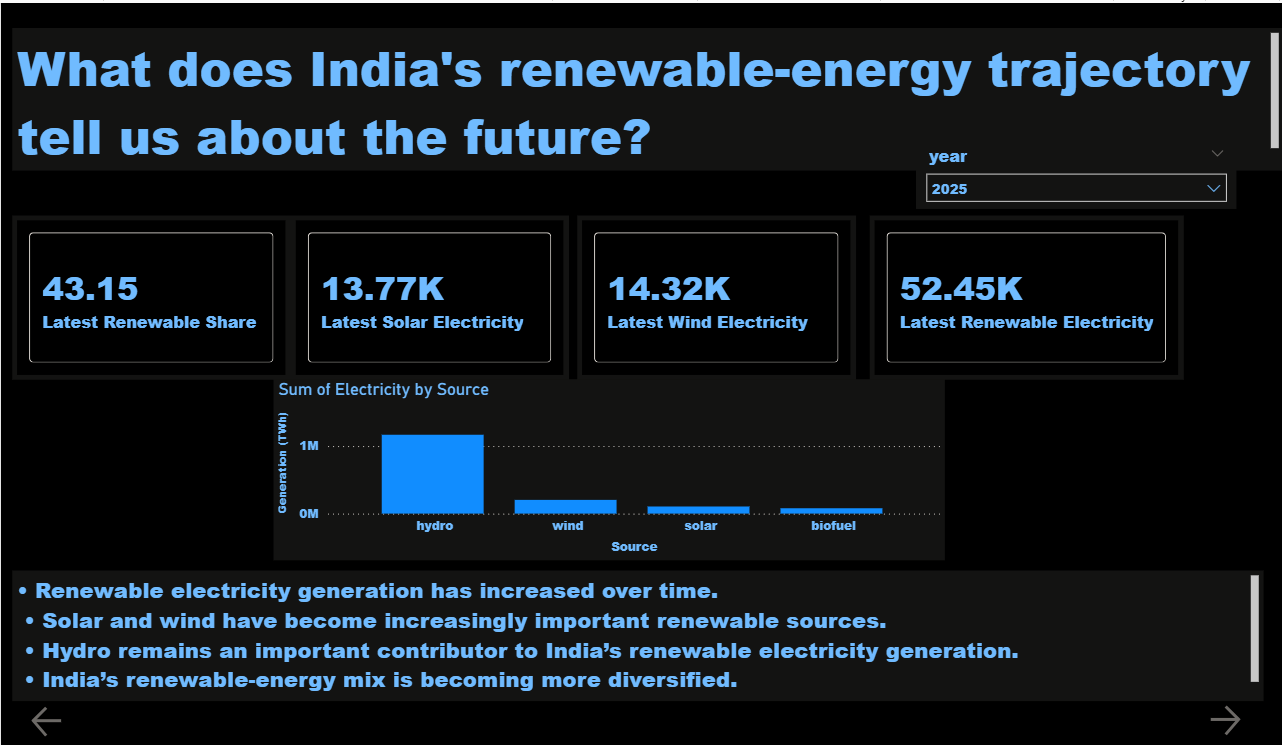 What does India's renewable-energy trajectory
tell us about the future?
year
2025
43.15
Latest Renewable Share
13.77K
Latest Solar Electricity
14.32K
Latest Wind Electricity
52.45K
Latest Renewable Electricity
Sum of Electricity by Source
Generation (TWh)
1M
0M
hydro
wind
solar
biofuel
Source
• Renewable electricity generation has increased over time.
• Solar and wind have become increasingly important renewable sources.
• Hydro remains an important contributor to India’s renewable electricity generation.
• India’s renewable-energy mix is becoming more diversified.